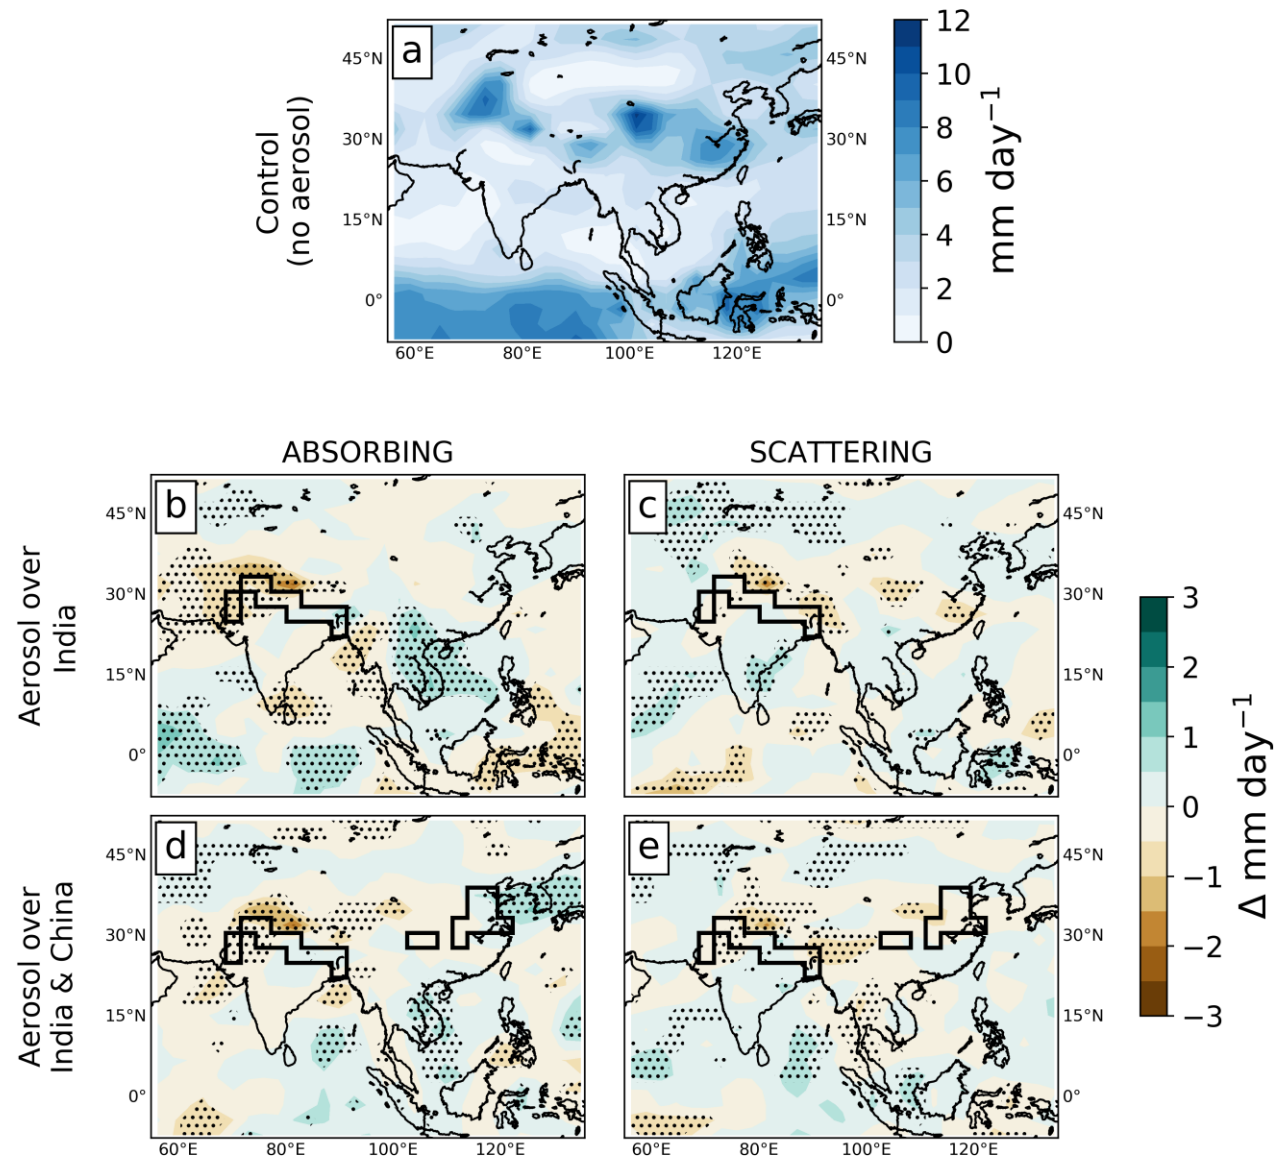 Control
(no aerosol)
a
45°N
30°N
15°N
0°
60°E
80°E
100°E
120°E
45°N
30°N
15°N
0°
12
10
8
6
4
2
0
mm day−1
ABSORBING
SCATTERING
Aerosol over
India
b
45°N
30°N
15°N
0°
c
45°N
30°N
15°N
0°
Aerosol over
India & China
d
45°N
30°N
15°N
0°
60°E
80°E
100°E
120°E
e
45°N
30°N
15°N
0°
60°E
80°E
100°E
120°E
3
2
1
0
−1
−2
−3
Δ mm day−1